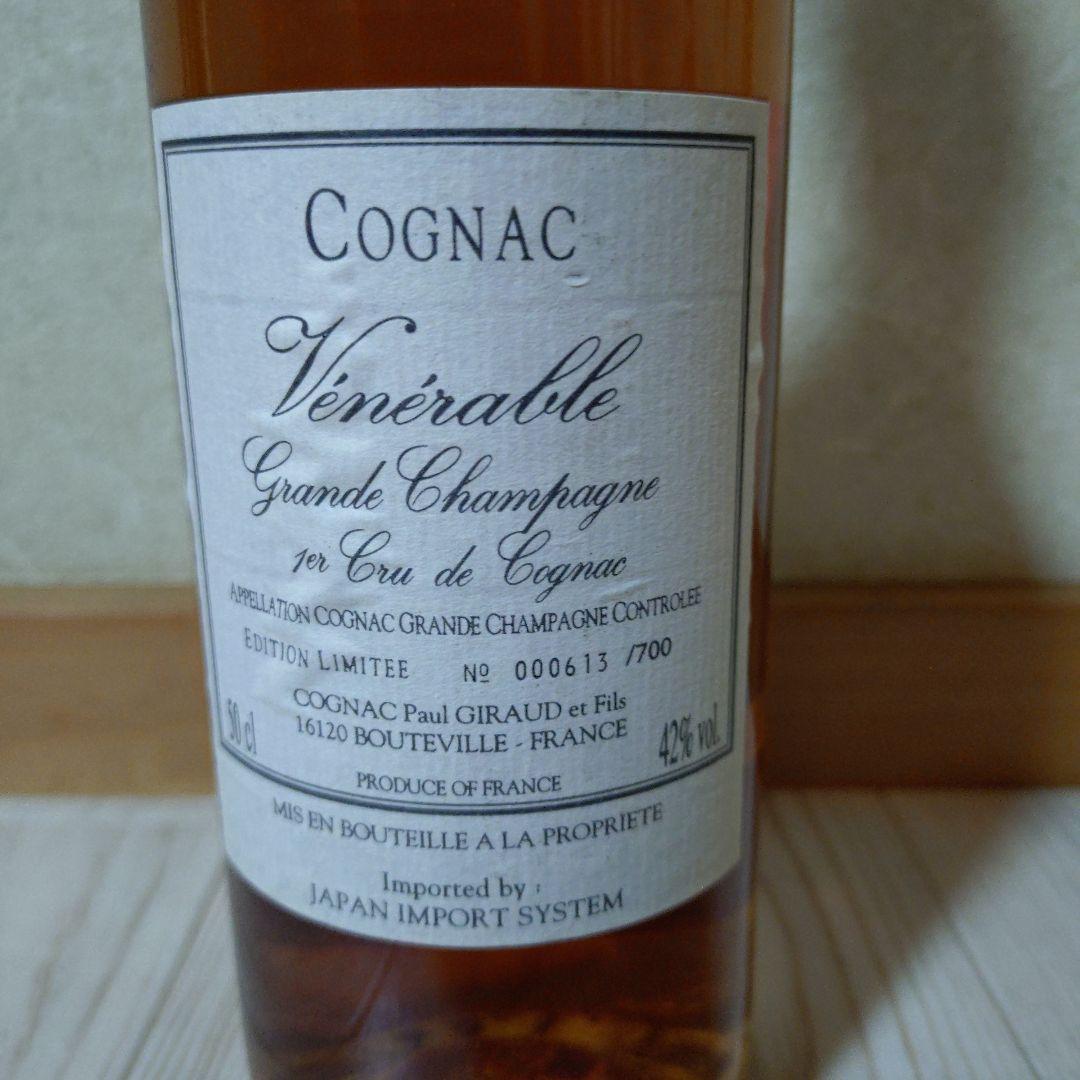 COGNAC
Vénérable
Grande Champagne
1er Cru de Cognac
APPELLATION COGNAC GRANDE CHAMPAGNE CONTROLEE
EDITION LIMITEE Nº 000613 /700
COGNAC Paul GIRAUD et Fils
16120 BOUTEVILLE - FRANCE
50 cl 42% vol.
PRODUCE OF FRANCE
MIS EN BOUTEILLE A LA PROPRIETE
Imported by :
JAPAN IMPORT SYSTEM